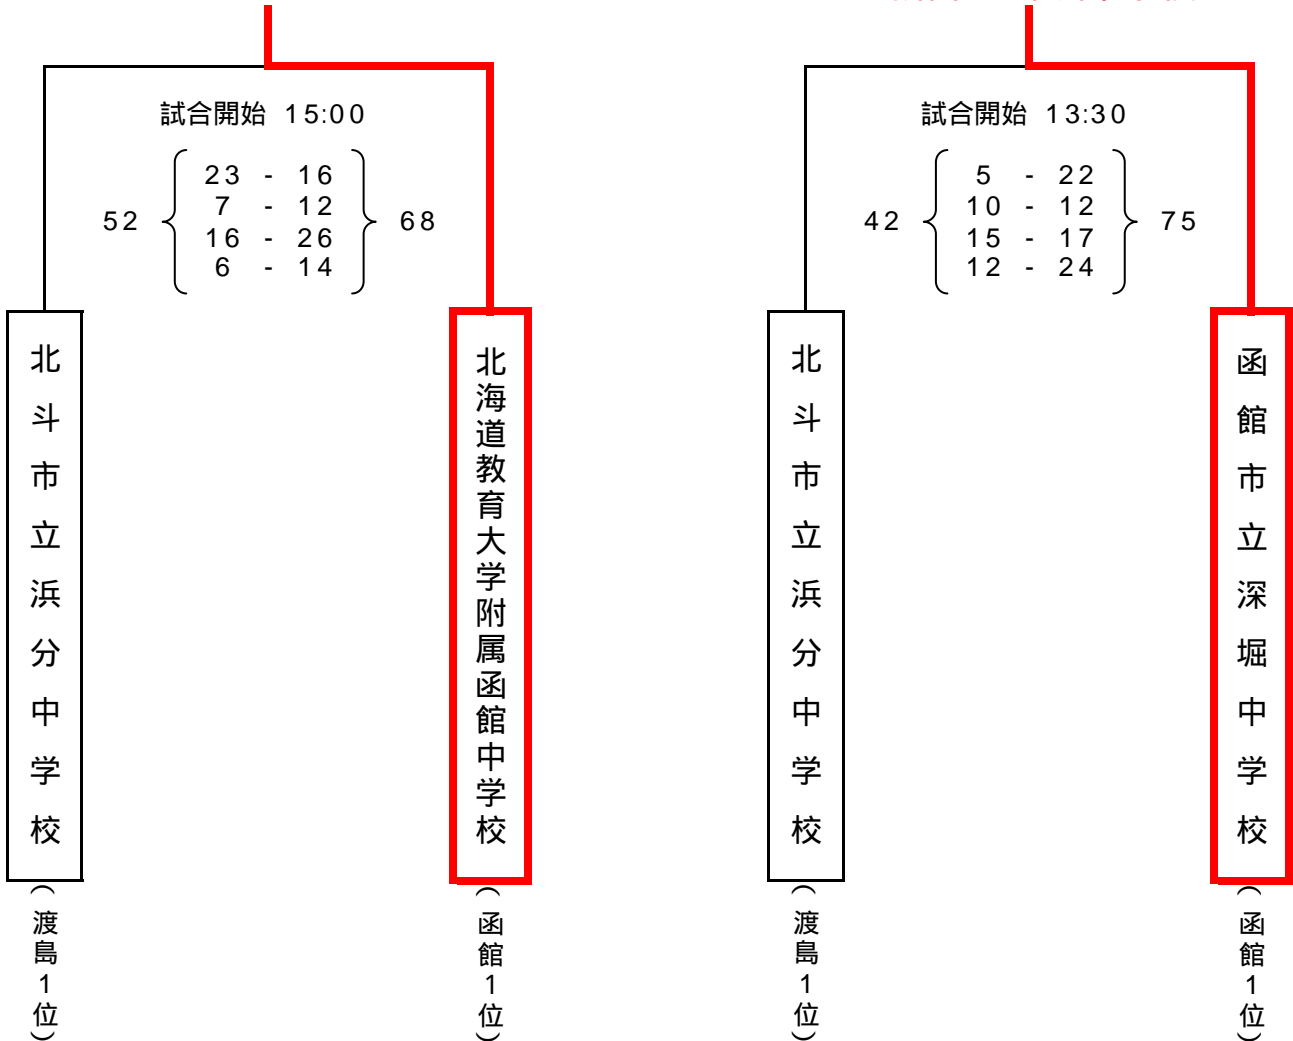 試合開始 15:00
23 - 16
7 - 12
52 68
16 - 26
6 - 14
北斗市立浜分中学校
(渡島1位)
北海道教育大学附属函館中学校
(函館1位)
試合開始 13:30
5 - 22
10 - 12
42 75
15 - 17
12 - 24
北斗市立浜分中学校
(渡島1位)
函館市立深堀中学校
(函館1位)